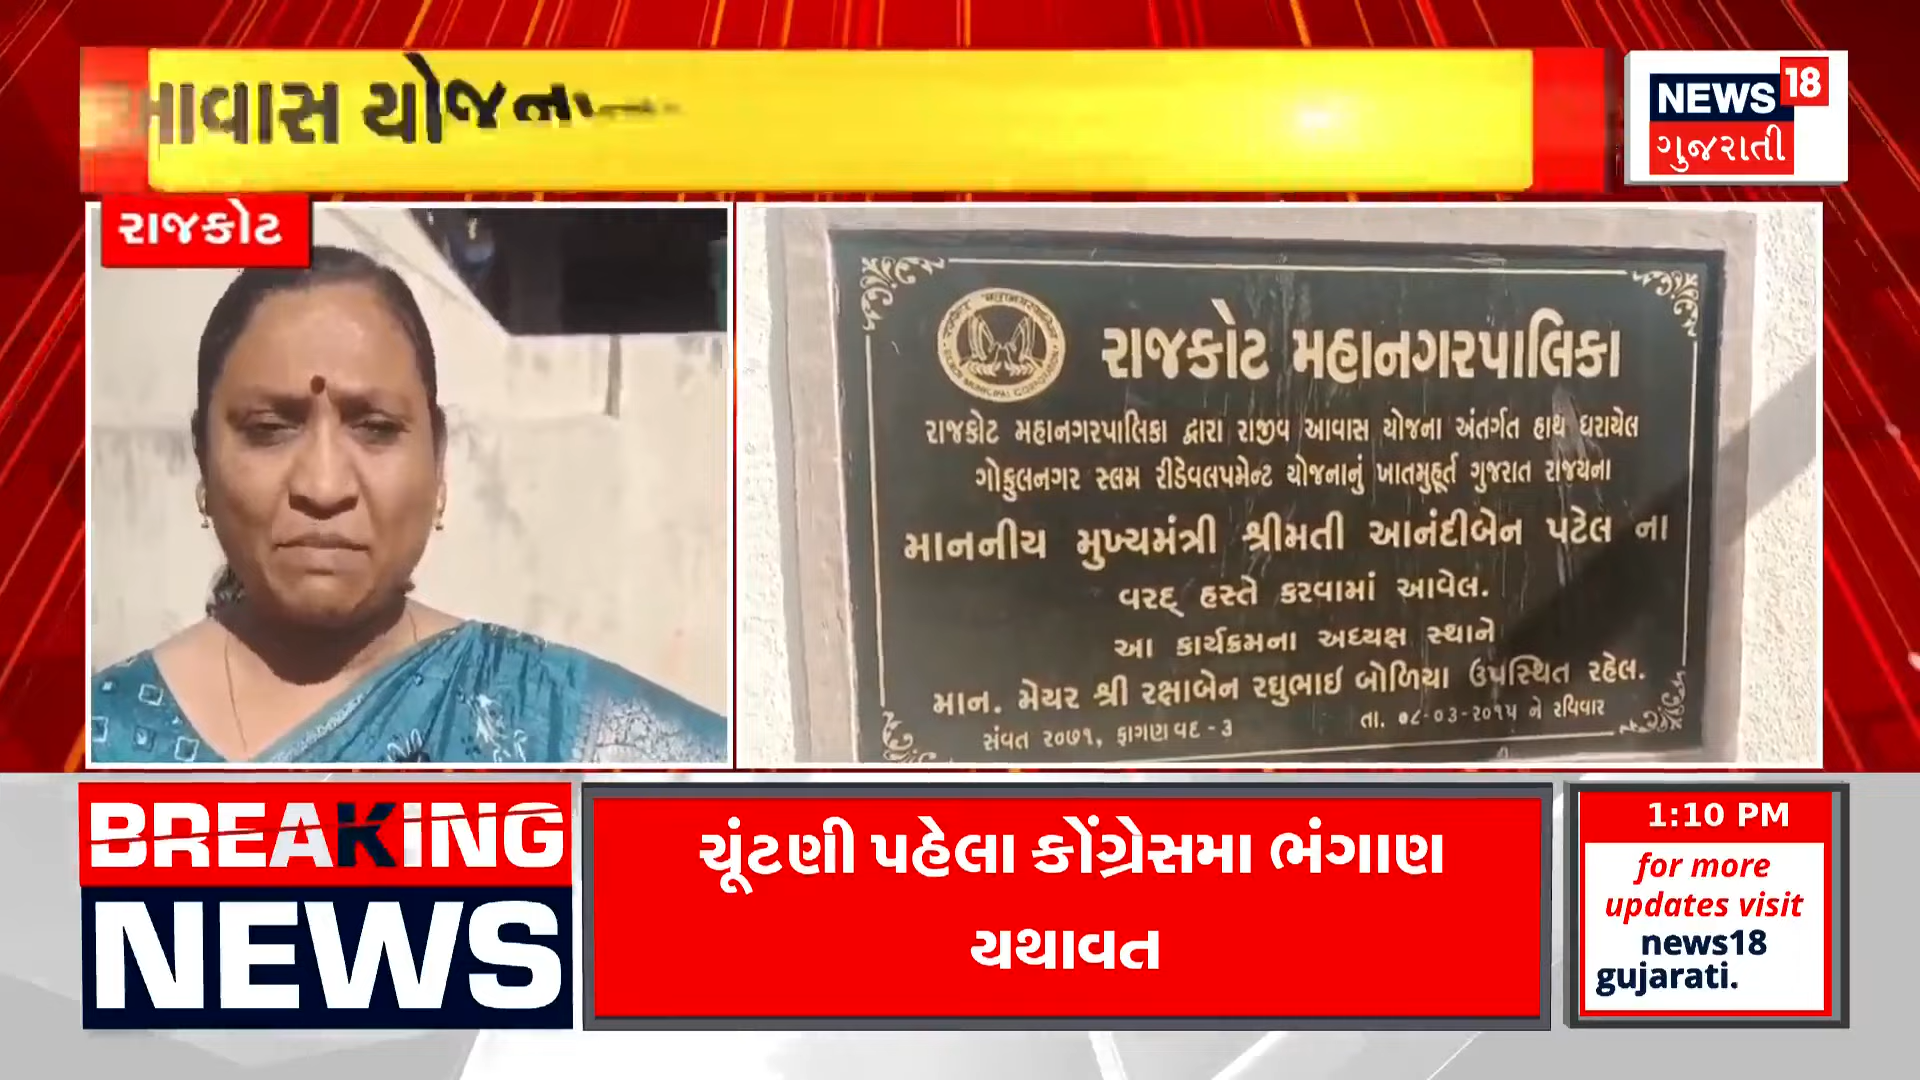 આવાસ યોજના
NEWS 18
ગુજરાતી
રાજકોટ
રાજકોટ મહાનગરપાલિકા
રાજકોટ મહાનગરપાલિકા દ્વારા રાજીવ આવાસ યોજના અંતર્ગત હાથ ધરાયેલ
ગોકુલનગર સ્લમ રીડેવલપમેન્ટ યોજનાનું ખાતમુહૂર્ત ગુજરાત રાજ્યના
માનનીય મુખ્યમંત્રી શ્રીમતી આનંદીબેન પટેલ ના
વરદ્ હસ્તે કરવામાં આવેલ.
આ કાર્યક્રમના અધ્યક્ષ સ્થાને
માન. મેયર શ્રી રક્ષાબેન રઘુભાઇ બોળિયા ઉપસ્થિત રહેલ.
સંવત ૨૦૭૧, ફાગણ વદ - ૩
તા. ૦૮-૦૩-૨૦૧૫ ને રવિવાર
BREAKING
NEWS
ચૂંટણી પહેલા કોંગ્રેસમા ભંગાણ
યથાવત
1:10 PM
for more
updates visit
news18
gujarati.